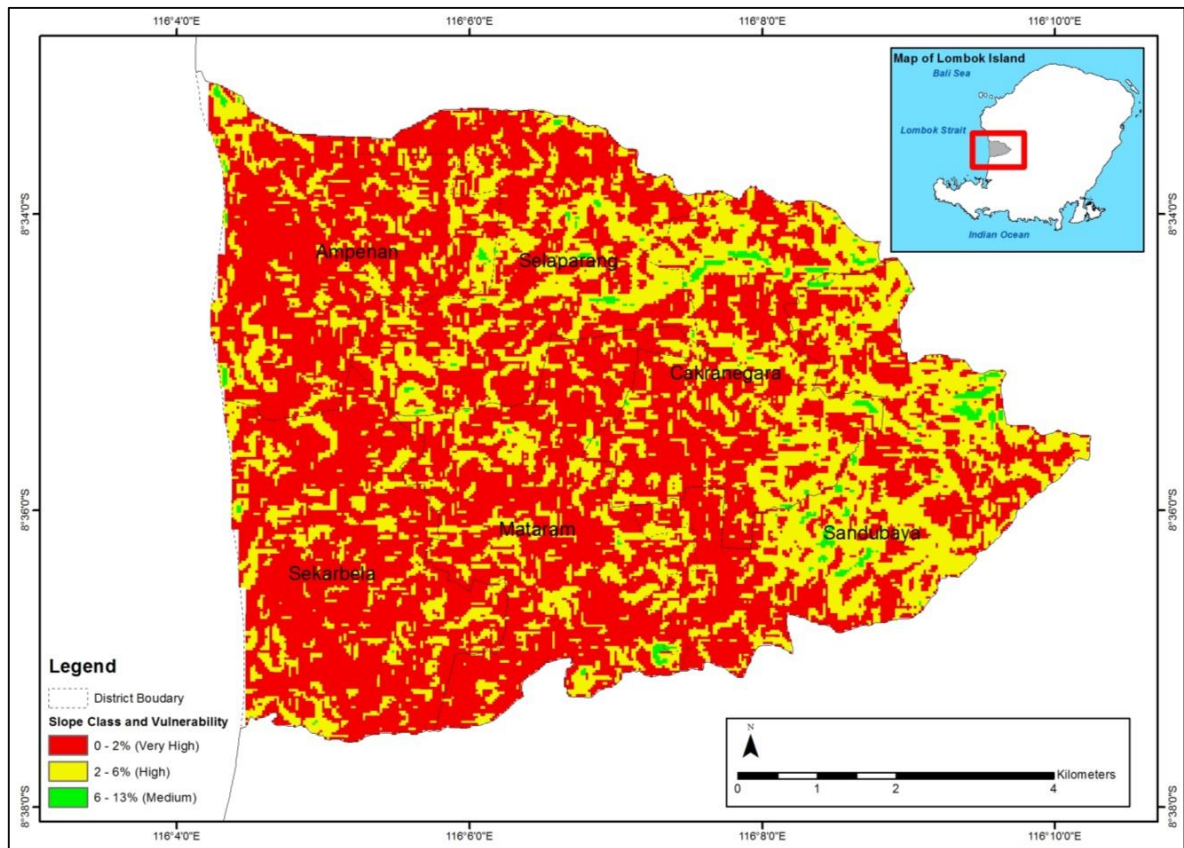 116°4'0"E
116°6'0"E
116°8'0"E
116°10'0"E
Map of Lombok Island
Bali Sea
Lombok Strait
Indian Ocean
8°34'0"S
8°34'0"S
Ampenan
Selaparang
Cakranegara
8°36'0"S
8°36'0"S
Mataram
Sandubaya
Sekarbela
Legend
District Boudary
Slope Class and Vulnerability
0 - 2% (Very High)
2 - 6% (High)
6 - 13% (Medium)
N
Kilometers
0 1 2 4
8°38'0"S
8°38'0"S
116°4'0"E
116°6'0"E
116°8'0"E
116°10'0"E